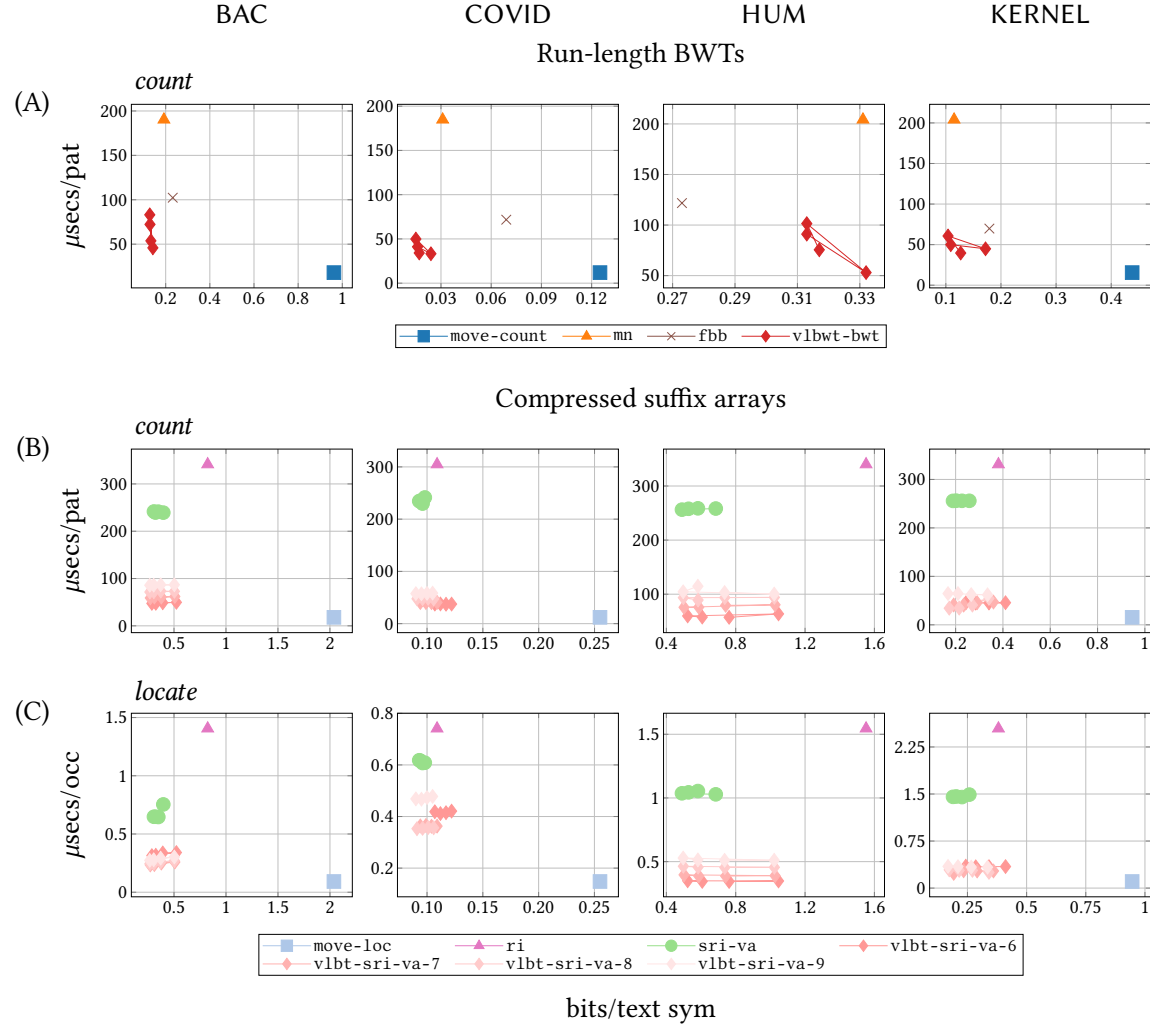 BAC COVID HUM KERNEL
Run-length BWTs
count
(A)
µsecs/pat
200 150 100 50
0.2 0.4 0.6 0.8 1
200 150 100 50 0
0.03 0.06 0.09 0.12
200 150 100 50
0.27 0.29 0.31 0.33
200 150 100 50 0
0.1 0.2 0.3 0.4
move-count mn fbb vlbwt-bwt
Compressed suffix arrays
count
(B)
µsecs/pat
300 200 100 0
0.5 1 1.5 2
300 200 100 0
0.10 0.15 0.20 0.25
300 200 100
0.4 0.8 1.2 1.6
300 200 100 0
0.2 0.4 0.6 0.8 1
locate
(C)
µsecs/occ
1.5 1 0.5 0
0.5 1 1.5 2
0.8 0.6 0.4 0.2
0.10 0.15 0.20 0.25
1.5 1 0.5
0.4 0.8 1.2 1.6
2.25 1.5 0.75 0
0.25 0.5 0.75 1
move-loc ri sri-va vlbt-sri-va-6
vlbt-sri-va-7 vlbt-sri-va-8 vlbt-sri-va-9
bits/text sym